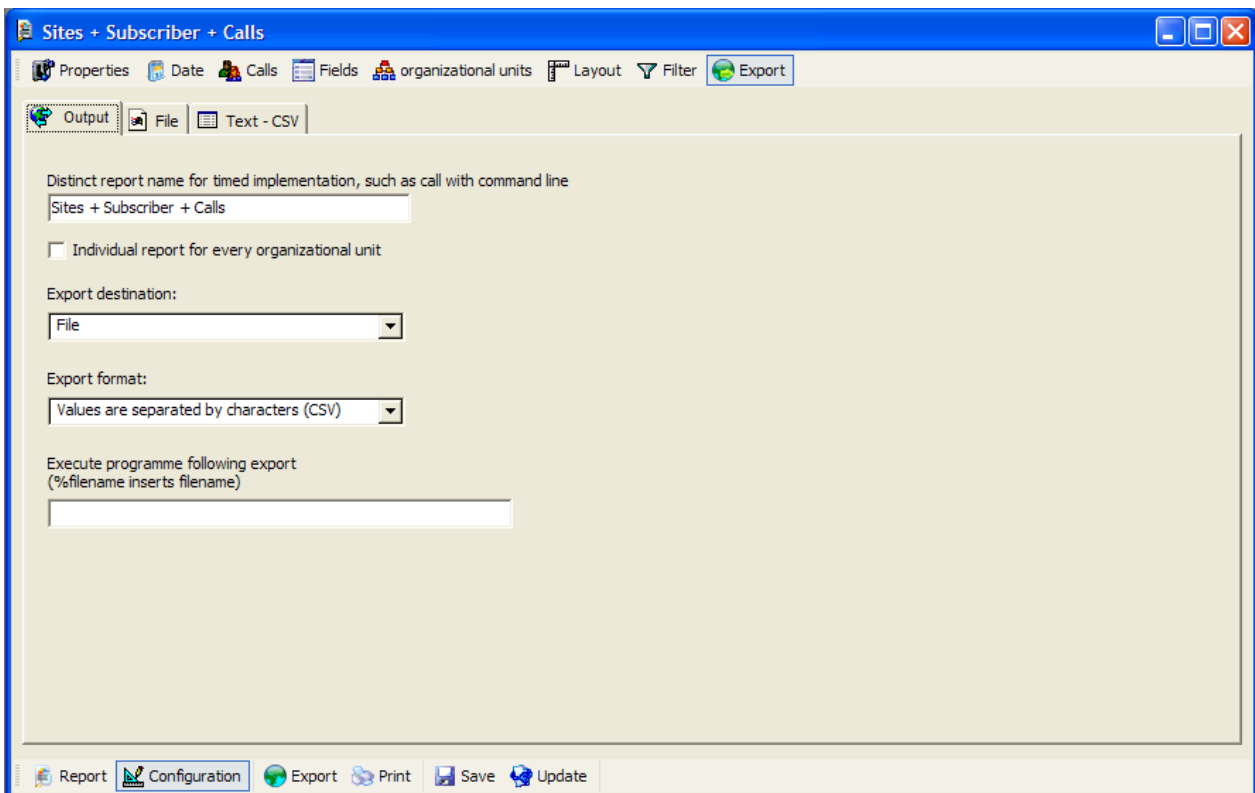 Sites + Subscriber + Calls
Properties Date Calls Fields organizational units Layout Filter Export
Output File Text - CSV
Distinct report name for timed implementation, such as call with command line
Sites + Subscriber + Calls
Individual report for every organizational unit
Export destination:
File
Export format:
Values are separated by characters (CSV)
Execute programme following export
(%filename inserts filename)
Report Configuration Export Print Save Update